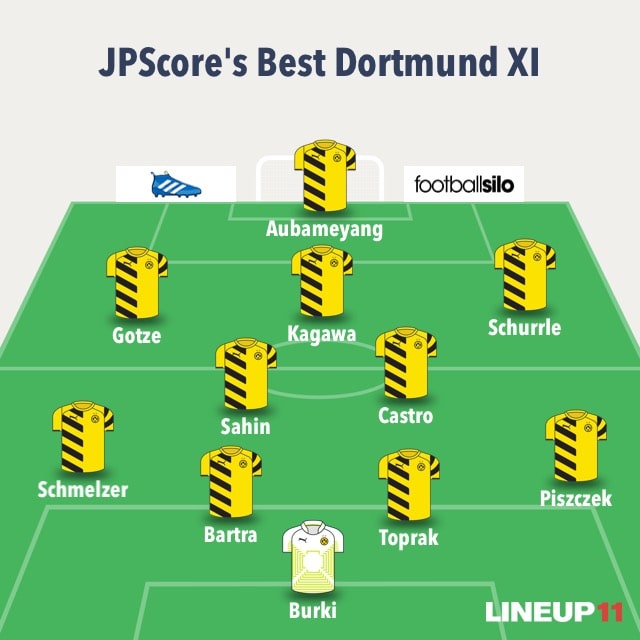 JPScore's Best Dortmund XI
footballsilo
Aubameyang
Gotze
Kagawa
Schurrle
Sahin
Castro
Schmelzer
Piszczek
Bartra
Toprak
Burki
LINEUP11